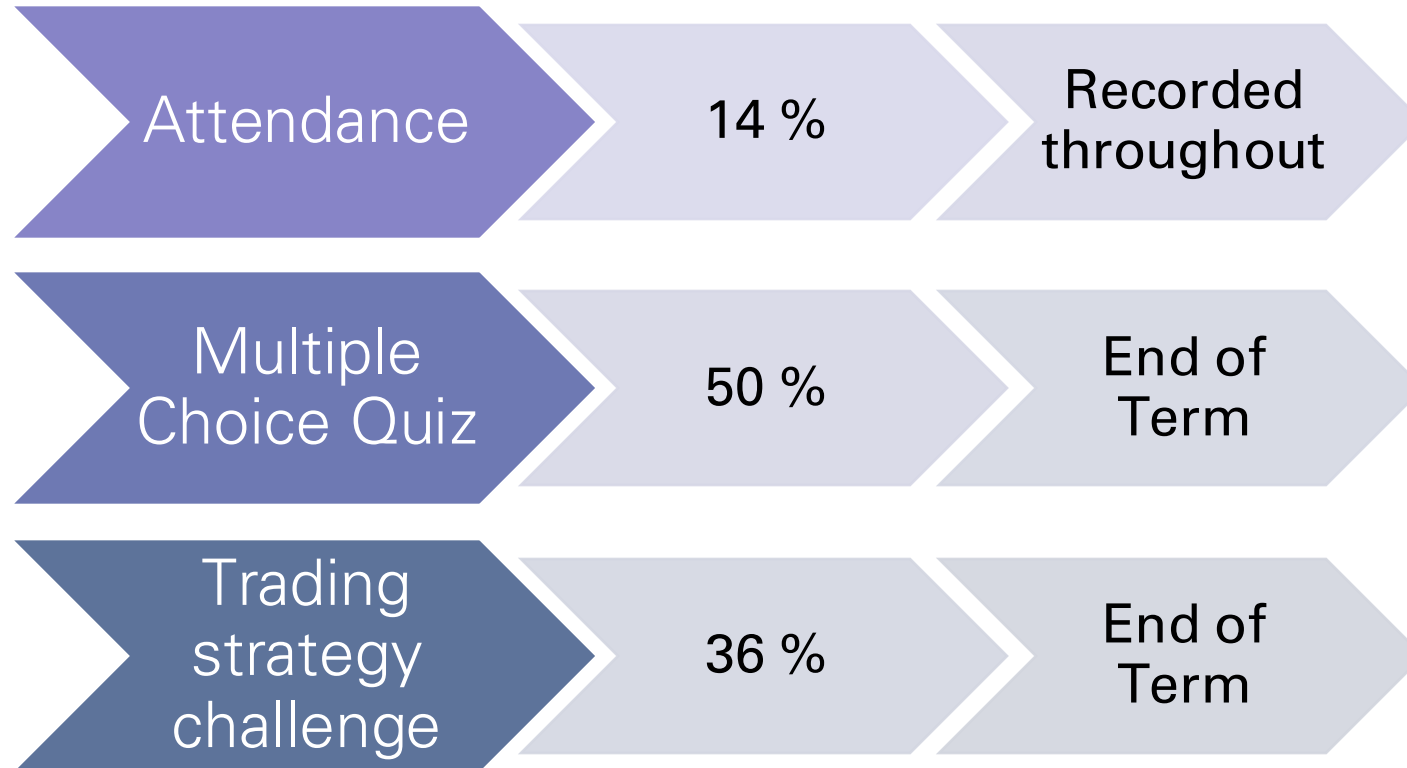 Attendance
14 %
Recorded
throughout
Multiple
Choice Quiz
50 %
End of
Term
Trading
strategy
challenge
36 %
End of
Term